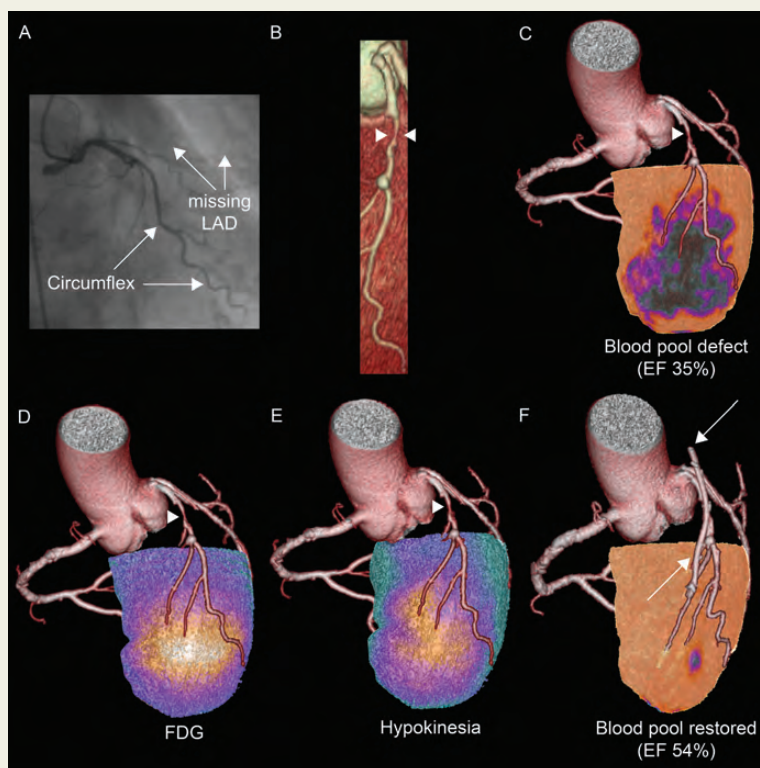 A
B
C
missing
LAD
Circumflex
Blood pool defect
(EF 35%)
D
E
F
FDG
Hypokinesia
Blood pool restored
(EF 54%)